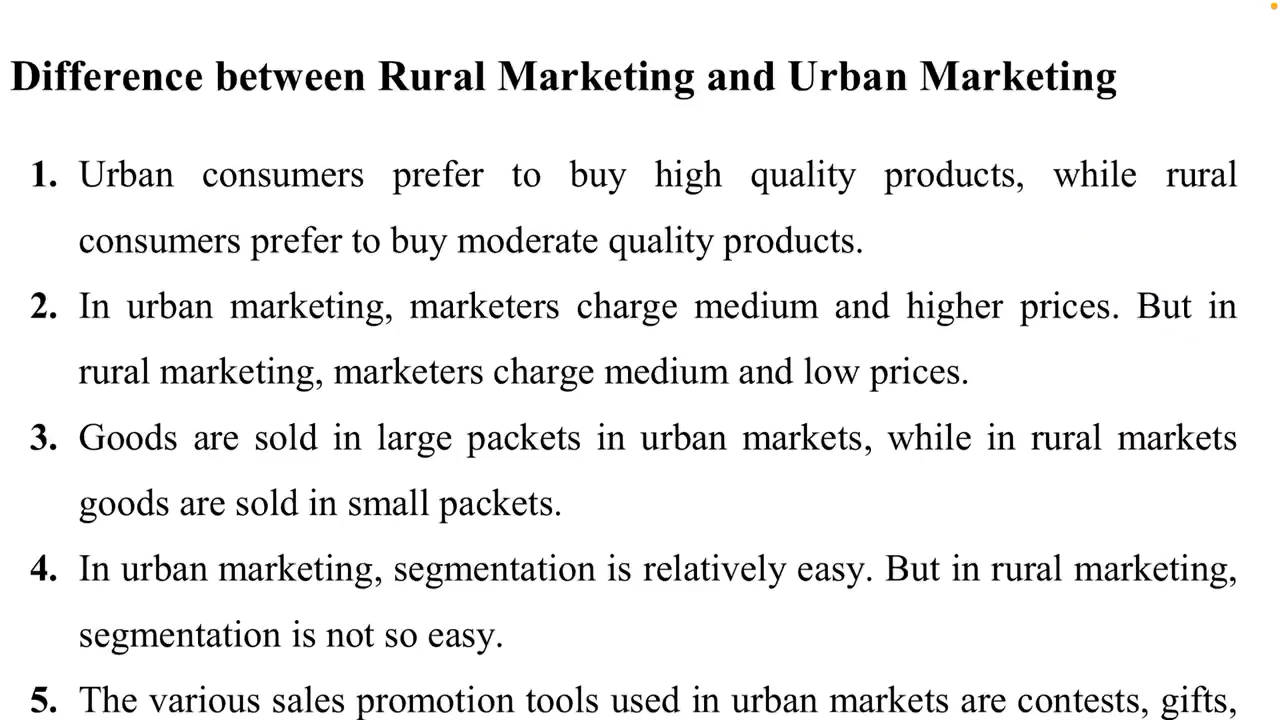 Difference between Rural Marketing and Urban Marketing
1. Urban consumers prefer to buy high quality products, while rural
consumers prefer to buy moderate quality products.
2. In urban marketing, marketers charge medium and higher prices. But in
rural marketing, marketers charge medium and low prices.
3. Goods are sold in large packets in urban markets, while in rural markets
goods are sold in small packets.
4. In urban marketing, segmentation is relatively easy. But in rural marketing,
segmentation is not so easy.
5. The various sales promotion tools used in urban markets are contests, gifts,